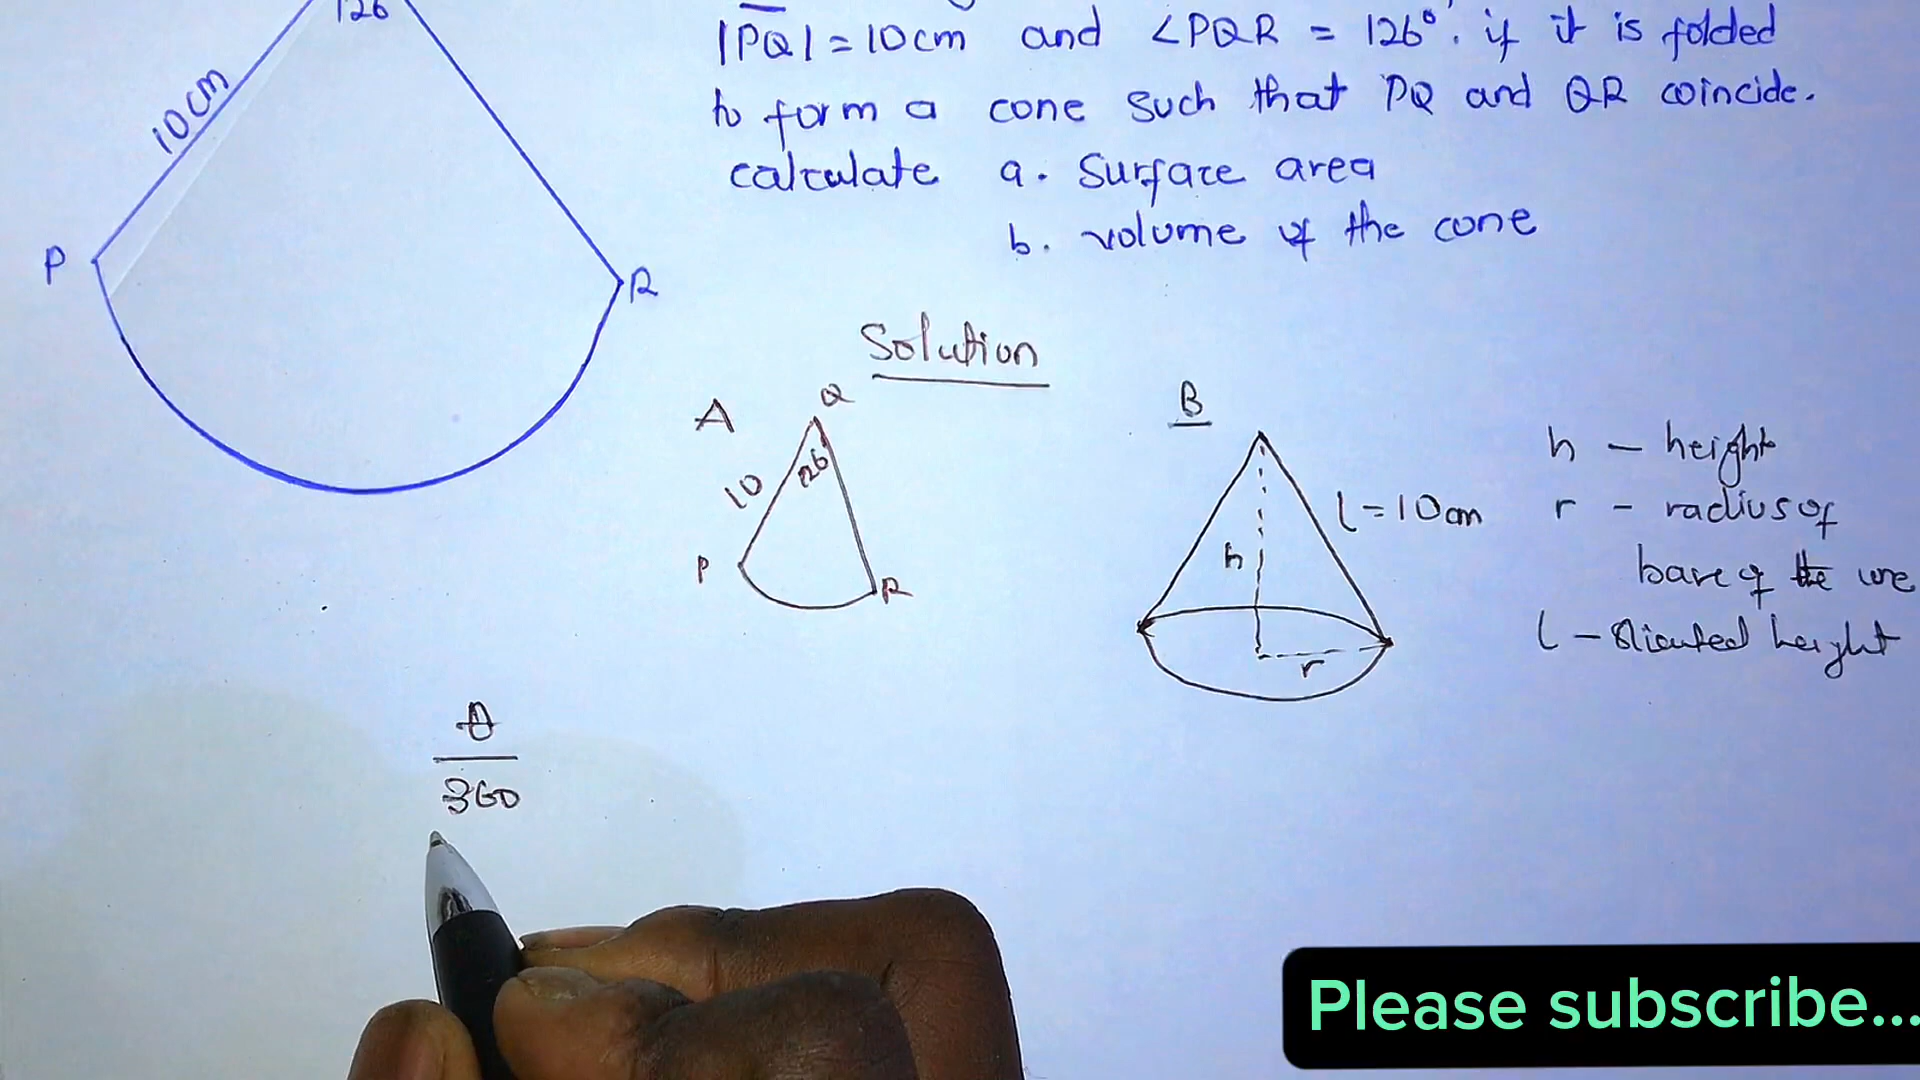 126
10cm
P
R
|PQ| = 10cm and ∠PQR = 126°. if it is folded
to form a cone such that PQ and QR coincide.
calculate a. Surface area
b. volume of the cone
Solution
A
Q
126
10
P
R
B
h
l = 10cm
r
h - height
r - radius of
base of the cone
l - slanted height
θ
360
Please subscribe...